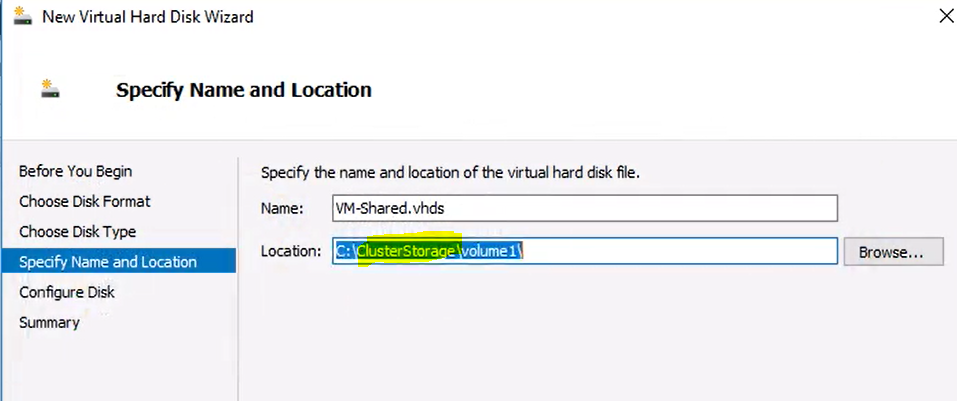 New Virtual Hard Disk Wizard
Specify Name and Location
Before You Begin
Choose Disk Format
Choose Disk Type
Specify Name and Location
Configure Disk
Summary
Specify the name and location of the virtual hard disk file.
Name: VM-Shared.vhds
Location: C:\ClusterStorage\volume1\ Browse...